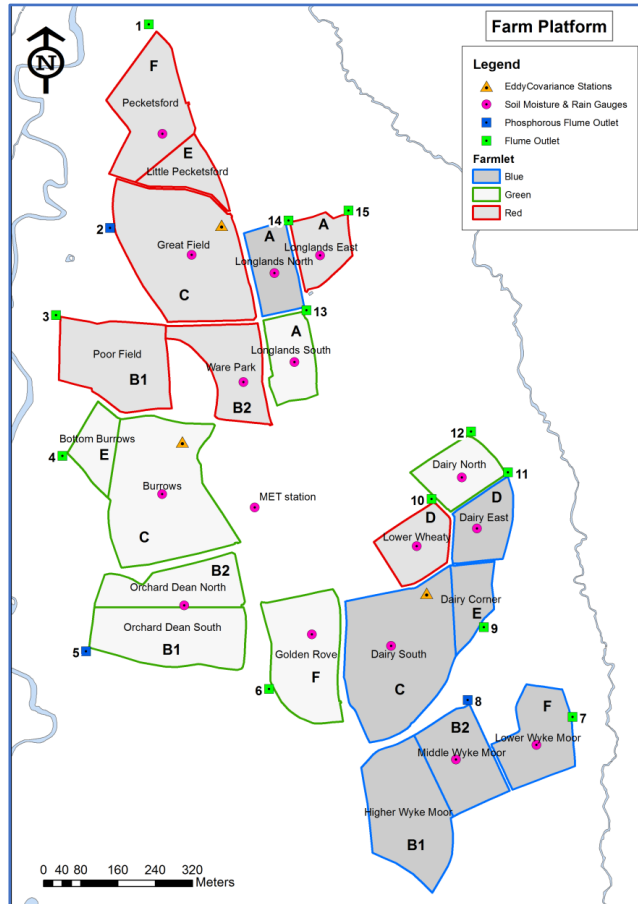 Farm Platform
Legend
EddyCovariance Stations
Soil Moisture & Rain Gauges
Phosphorous Flume Outlet
Flume Outlet
Farmlet
Blue
Green
Red
N
1
F
Pecketsford
E
Little Pecketsford
2
Great Field
C
14
A
Longlands North
15
A
Longlands East
13
A
Longlands South
3
Poor Field
B1
Ware Park
B2
Bottom Burrows
E
4
Burrows
C
MET station
12
Dairy North
11
10
D
Lower Wheaty
D
Dairy East
B2
Orchard Dean North
Orchard Dean South
B1
5
Golden Rove
F
6
Dairy Corner
E
9
Dairy South
C
8
B2
Middle Wyke Moor
F
7
Lower Wyke Moor
Higher Wyke Moor
B1
0 40 80 160 240 320
Meters